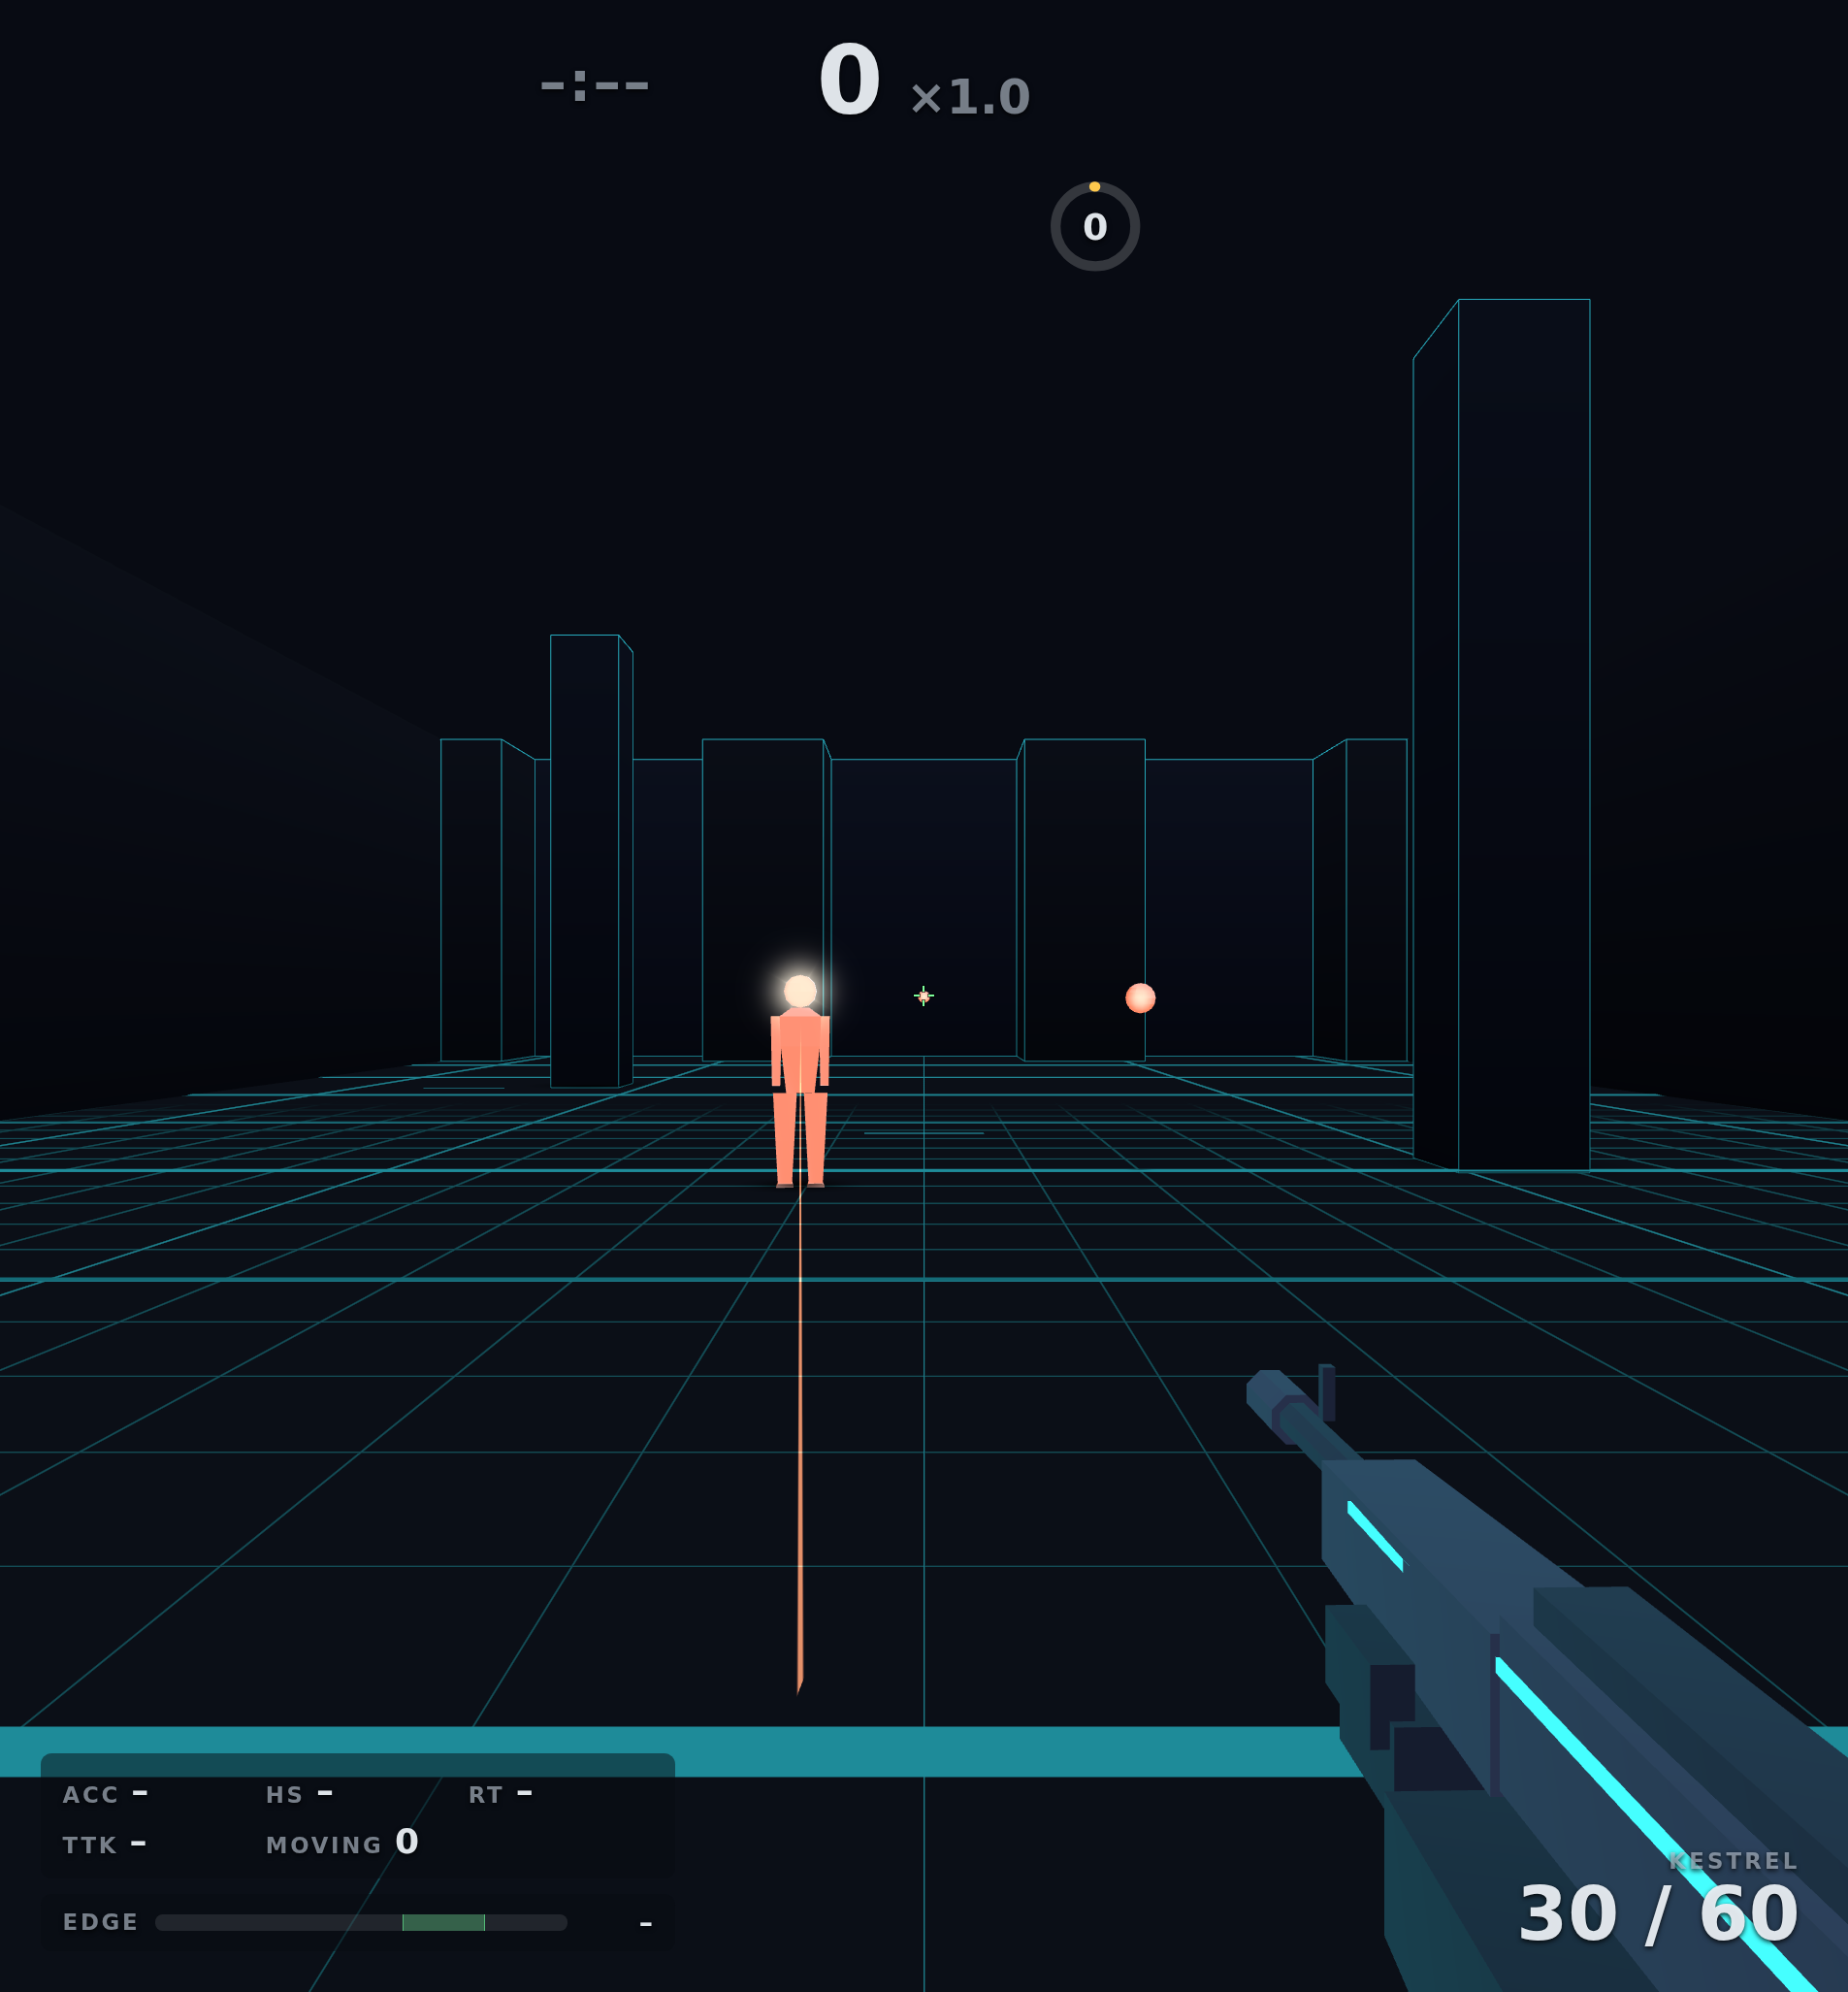 –:–– 0 ×1.0
0
ACC – HS – RT –
TTK – MOVING 0
EDGE –
KESTREL
30 / 60